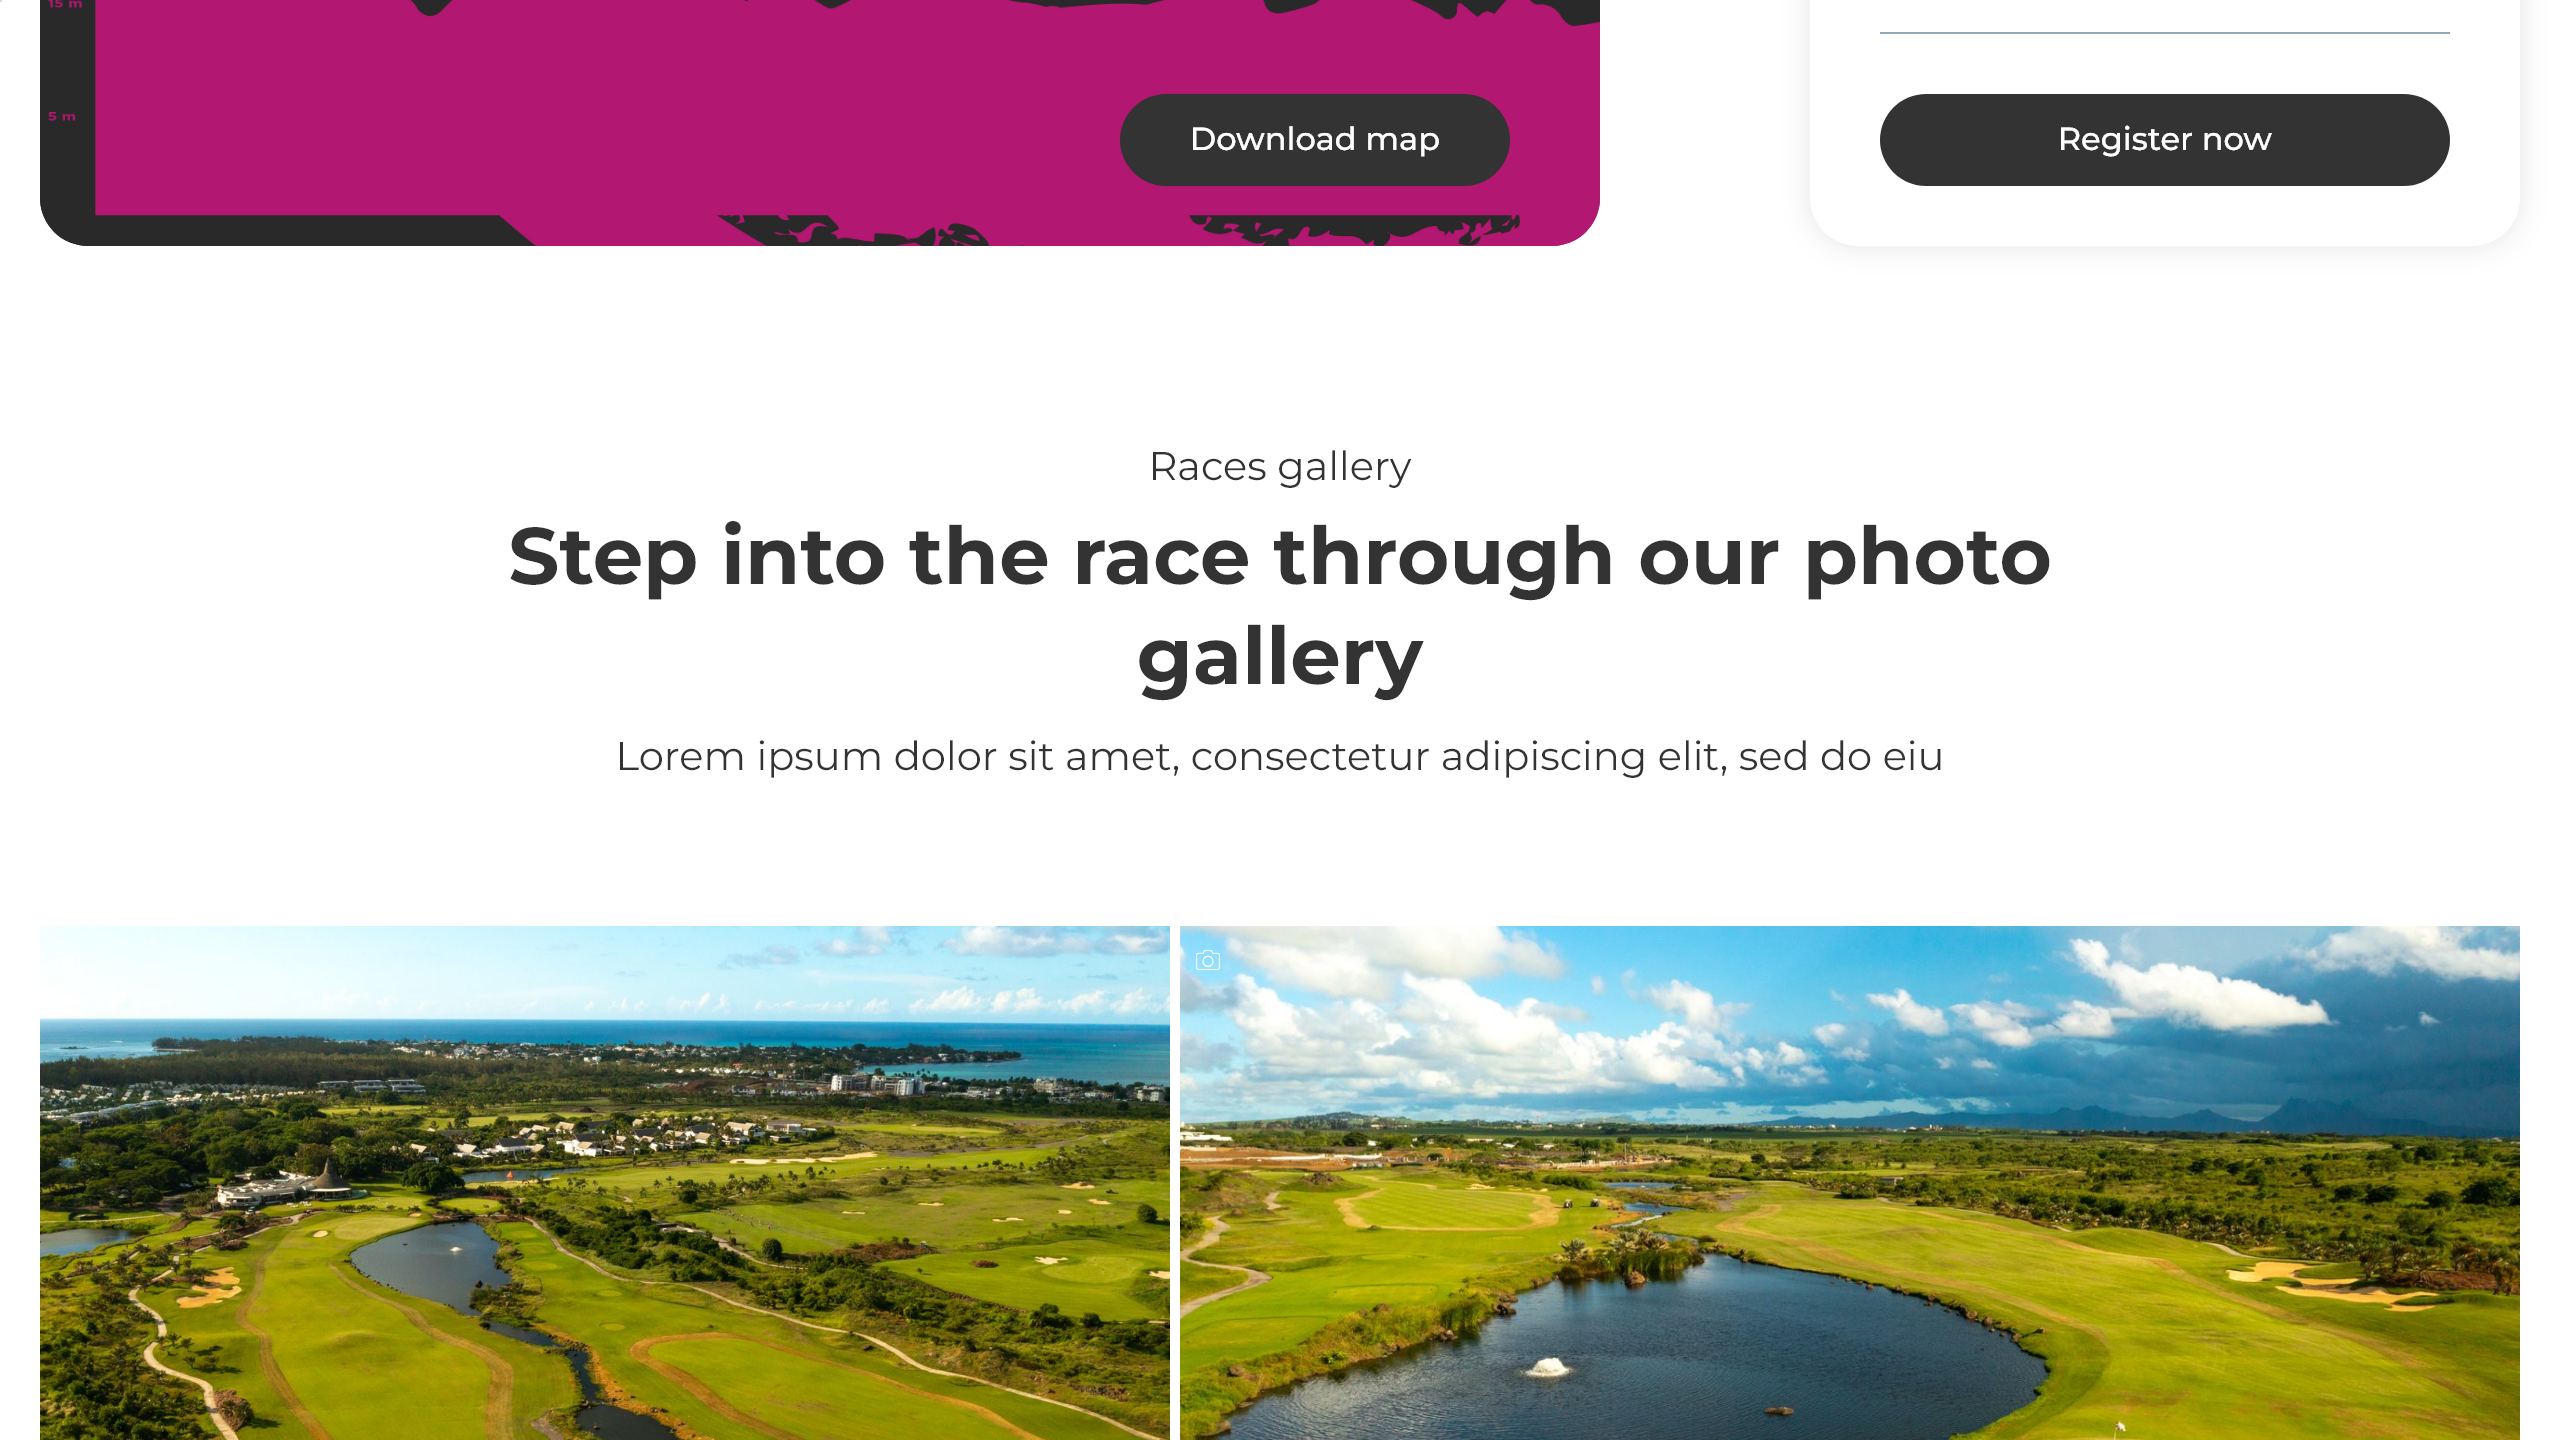 15 m
5 m
Download map
Register now
Races gallery
Step into the race through our photo
gallery
Lorem ipsum dolor sit amet, consectetur adipiscing elit, sed do eiu